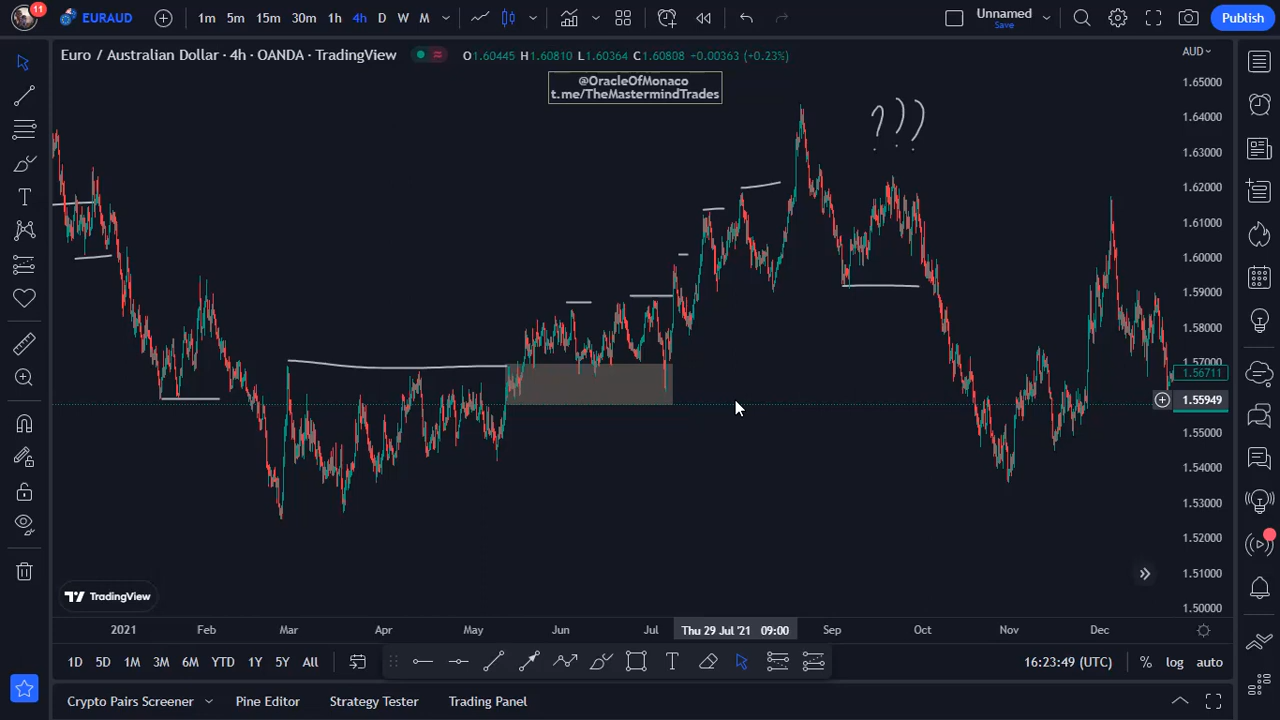 11
EURAUD
1m 5m 15m 30m 1h 4h D W M
Unnamed
Save
Publish
Euro / Australian Dollar · 4h · OANDA · TradingView
O1.60445 H1.60810 L1.60364 C1.60808 +0.00363 (+0.23%)
AUD
@OracleOfMonaco
t.me/TheMastermindTrades
???
1.65000
1.64000
1.63000
1.62000
1.61000
1.60000
1.59000
1.58000
1.57000
1.56711
1.55949
1.55000
1.54000
1.53000
1.52000
1.51000
1.50000
TradingView
2021 Feb Mar Apr May Jun Jul Thu 29 Jul '21 09:00 Sep Oct Nov Dec
1D 5D 1M 3M 6M YTD 1Y 5Y All
16:23:49 (UTC) % log auto
Crypto Pairs Screener Pine Editor Strategy Tester Trading Panel